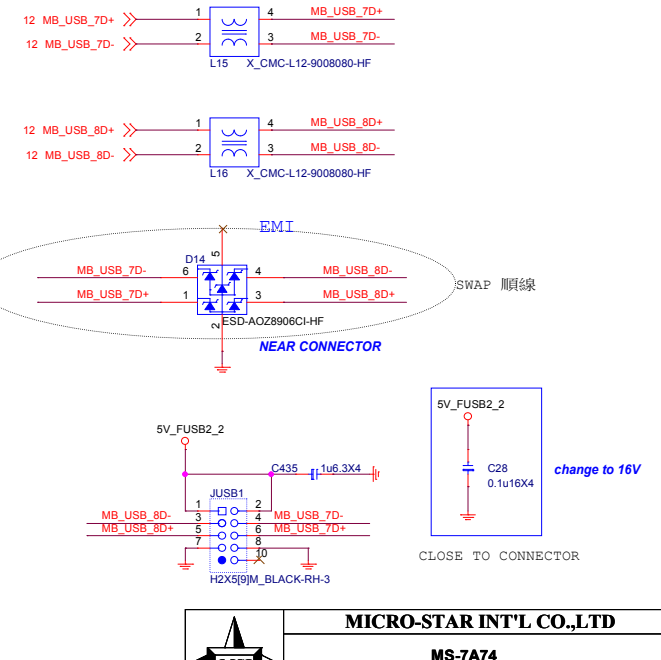 12 MB_USB_7D+ 1 4 MB_USB_7D+
12 MB_USB_7D- 2 3 MB_USB_7D-
L15 X_CMC-L12-9008080-HF
12 MB_USB_8D+ 1 4 MB_USB_8D+
12 MB_USB_8D- 2 3 MB_USB_8D-
L16 X_CMC-L12-9008080-HF
EMI
D14 5
MB_USB_7D- 6 4 MB_USB_8D-
MB_USB_7D+ 1 3 MB_USB_8D+
SWAP 順線
2 ESD-AOZ8906CI-HF
NEAR CONNECTOR
5V_FUSB2_2
C435 1u6.3X4
JUSB1
1 2
MB_USB_8D- 3 4 MB_USB_7D-
MB_USB_8D+ 5 6 MB_USB_7D+
7 8
10
H2X5[9]M_BLACK-RH-3
5V_FUSB2_2
C28
0.1u16X4
change to 16V
CLOSE TO CONNECTOR
MICRO-STAR INT'L CO.,LTD
MS-7A74